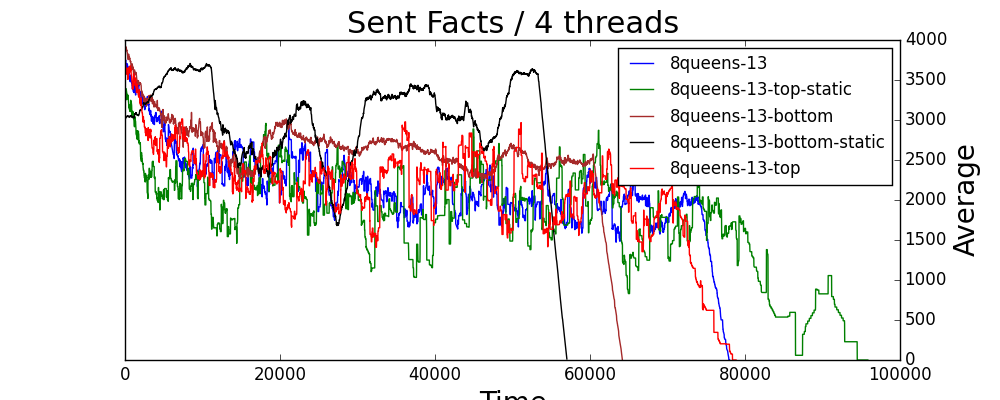 Sent Facts / 4 threads
4000
3500
3000
2500
2000
1500
1000
500
0
Average
8queens-13
8queens-13-top-static
8queens-13-bottom
8queens-13-bottom-static
8queens-13-top
0 20000 40000 60000 80000 100000
Time